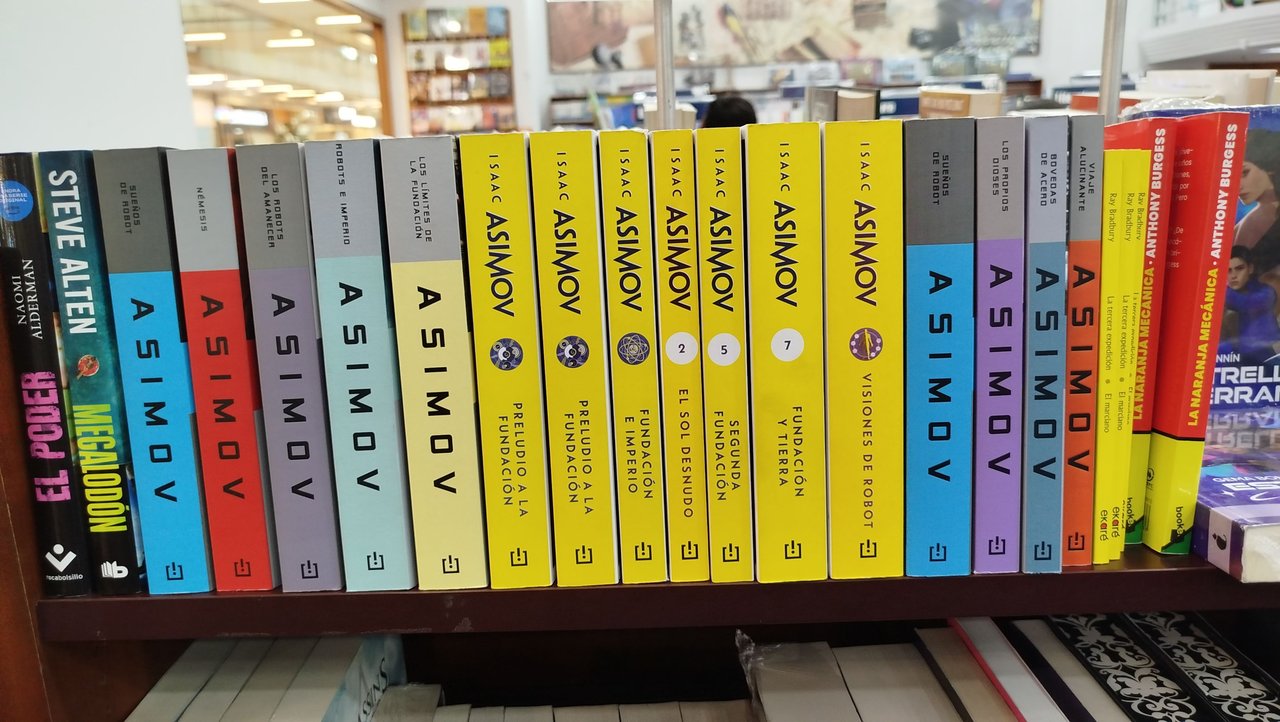 NAOMI
ALDERMAN
EL PODER
rocabolsillo
STEVE ALTEN
MEGALODÓN
SUEÑOS
DE ROBOT
ASIMOV
NÉMESIS
ASIMOV
LOS ROBOTS
DEL AMANECER
ASIMOV
ROBOTS E IMPERIO
ASIMOV
LOS LÍMITES DE
LA FUNDACIÓN
ASIMOV
ISAAC ASIMOV
PRELUDIO A LA
FUNDACIÓN
ISAAC ASIMOV
PRELUDIO A LA
FUNDACIÓN
ISAAC ASIMOV
FUNDACIÓN
E IMPERIO
ISAAC ASIMOV
2
EL SOL DESNUDO
ISAAC ASIMOV
5
SEGUNDA
FUNDACIÓN
ISAAC ASIMOV
7
FUNDACIÓN
Y TIERRA
ISAAC ASIMOV
VISIONES DE ROBOT
SUEÑOS
DE ROBOT
ASIMOV
LOS PROPIOS
DIOSES
ASIMOV
BÓVEDAS
DE ACERO
ASIMOV
VIAJE
ALUCINANTE
ASIMOV
Ray Bradbury
La tercera expedición • El marciano
ekaré
Ray Bradbury
La tercera expedición • El marciano
ekaré
Ray Bradbury
LA NARANJA MECÁNICA • ANTHONY BURGESS
LA NARANJA MECÁNICA • ANTHONY BURGESS